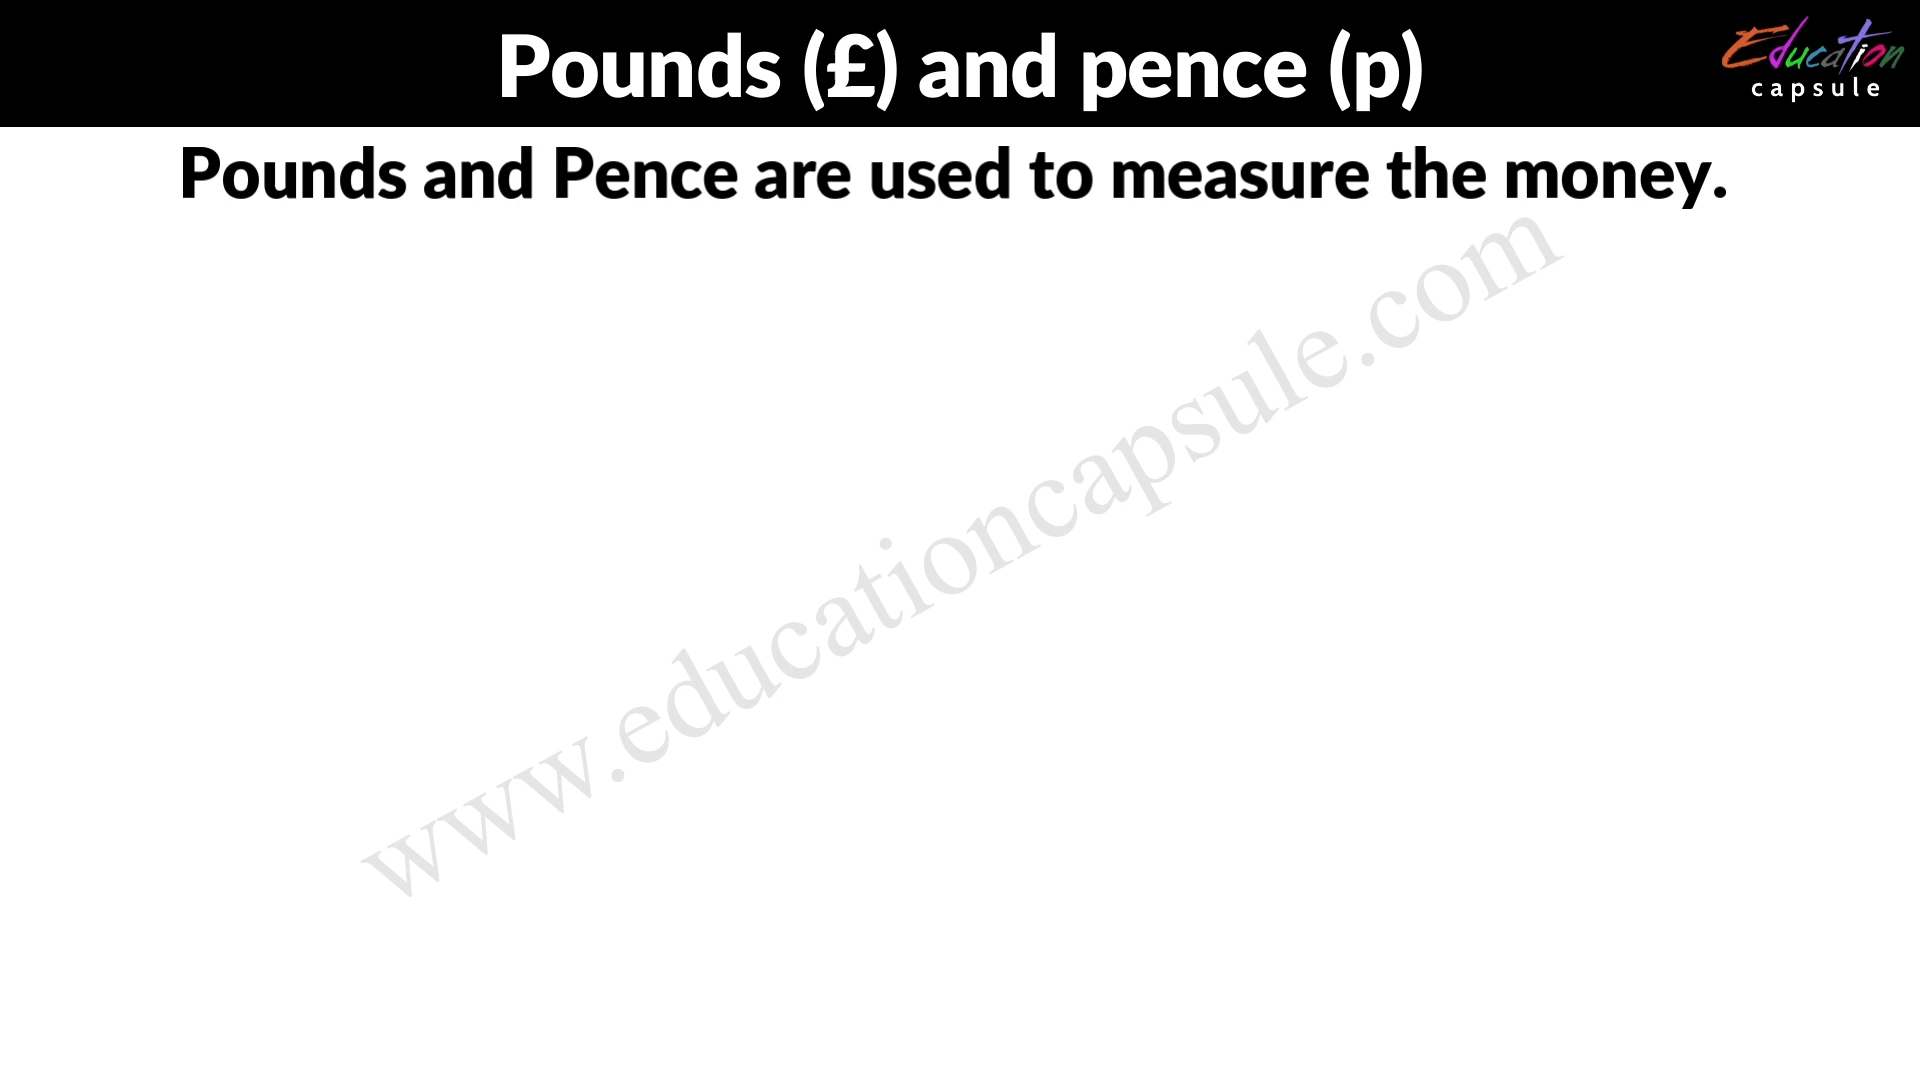 Pounds (£) and pence (p)
Education
capsule
Pounds and Pence are used to measure the money.
www.educationcapsule.com